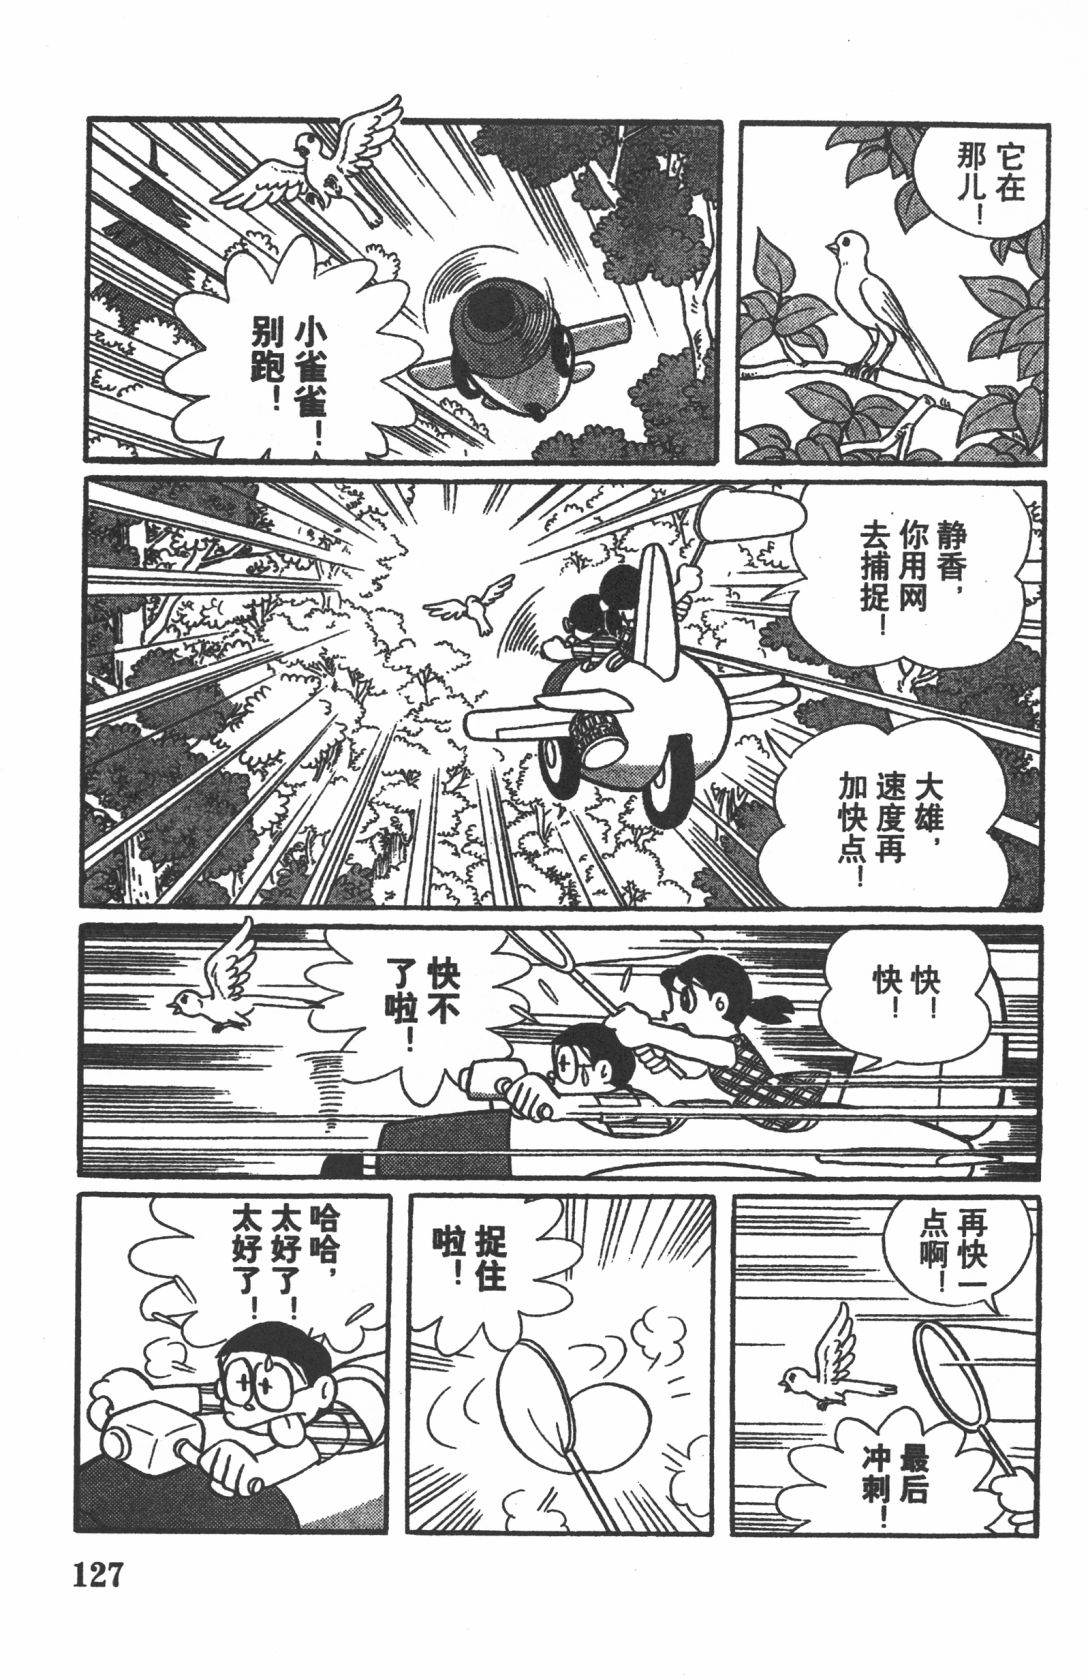 它在
那儿！
小雀雀！
别跑！
静香，
你用网
去捕捉！
大雄，
速度再
加快点！
快！
快！
快不
了啦！
再快一
点啊！
最后
冲刺！
捉住
啦！
哈哈，
太好了！
太好了！
127